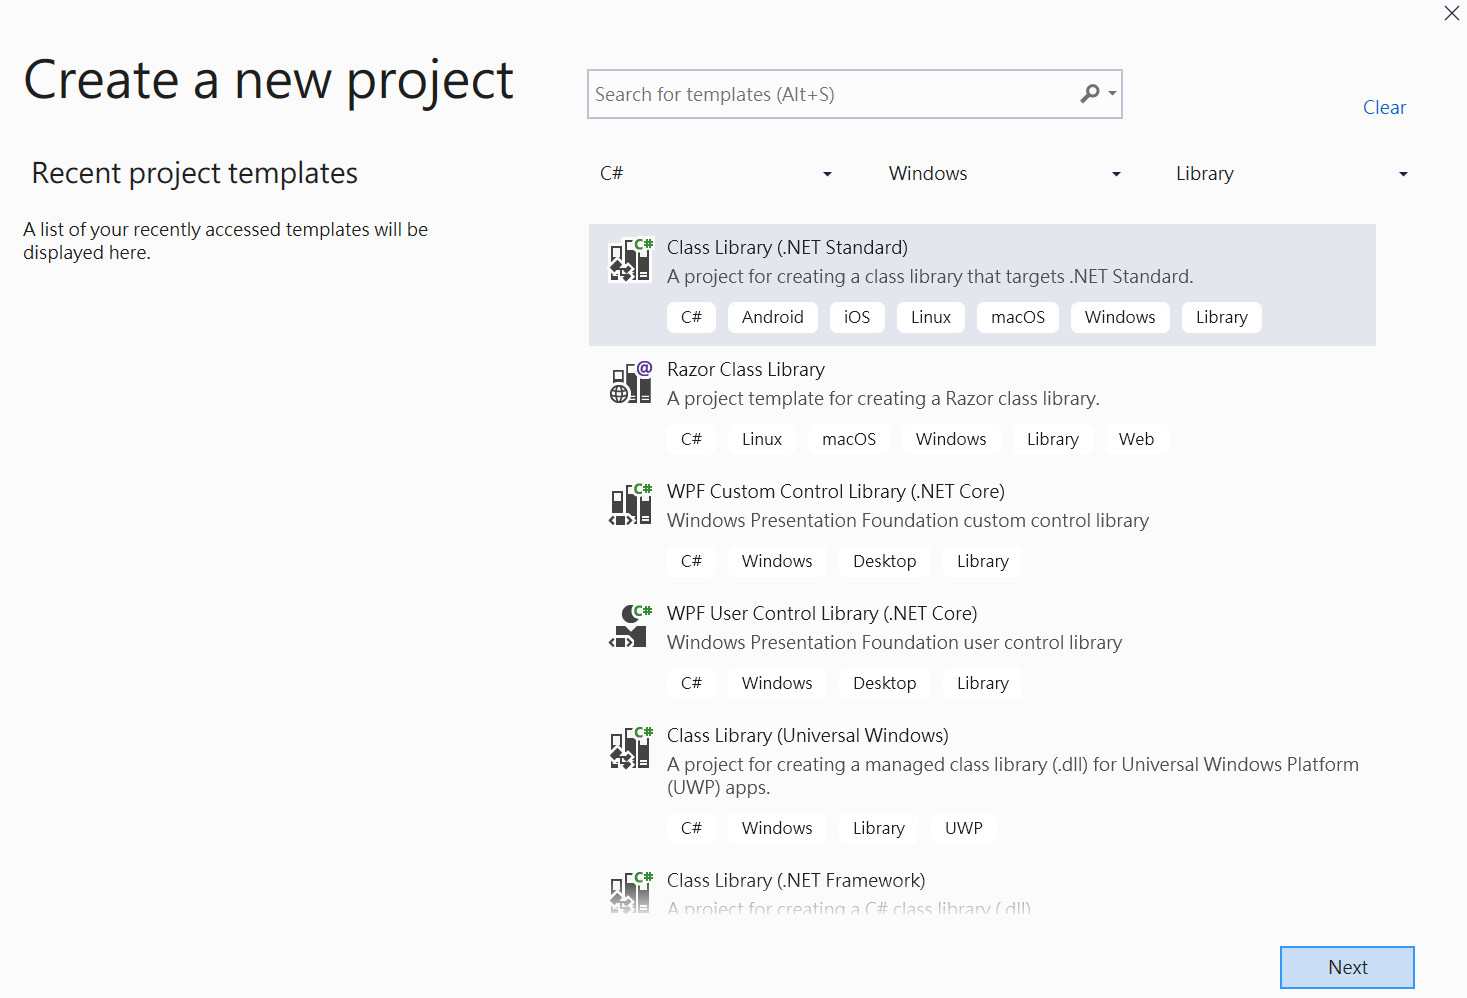 Create a new project
Search for templates (Alt+S)
Clear
Recent project templates
C#
Windows
Library
A list of your recently accessed templates will be
displayed here.
C#
Class Library (.NET Standard)
A project for creating a class library that targets .NET Standard.
C# Android iOS Linux macOS Windows Library
@
Razor Class Library
A project template for creating a Razor class library.
C# Linux macOS Windows Library Web
C#
WPF Custom Control Library (.NET Core)
Windows Presentation Foundation custom control library
C# Windows Desktop Library
C#
WPF User Control Library (.NET Core)
Windows Presentation Foundation user control library
C# Windows Desktop Library
C#
Class Library (Universal Windows)
A project for creating a managed class library (.dll) for Universal Windows Platform
(UWP) apps.
C# Windows Library UWP
C#
Class Library (.NET Framework)
A project for creating a C# class library (.dll)
Next